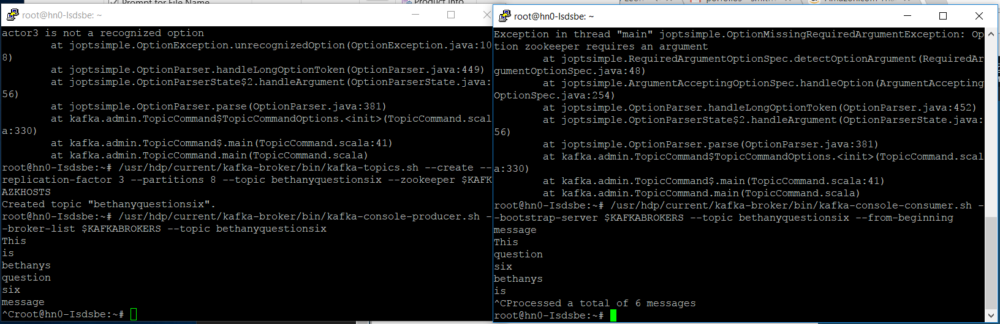 Prompt for File Name
Product Info
root@hn0-lsdsbe: ~
actor3 is not a recognized option
at joptsimple.OptionException.unrecognizedOption(OptionException.java:10
8)
at joptsimple.OptionParser.handleLongOptionToken(OptionParser.java:449)
at joptsimple.OptionParserState$2.handleArgument(OptionParserState.java:
56)
at joptsimple.OptionParser.parse(OptionParser.java:381)
at kafka.admin.TopicCommand$TopicCommandOptions.<init>(TopicCommand.scal
a:330)
at kafka.admin.TopicCommand$.main(TopicCommand.scala:41)
at kafka.admin.TopicCommand.main(TopicCommand.scala)
root@hn0-lsdsbe:~# /usr/hdp/current/kafka-broker/bin/kafka-topics.sh --create --
replication-factor 3 --partitions 8 --topic bethanyquestionsix --zookeeper $KAFK
AZKHOSTS
Created topic "bethanyquestionsix".
root@hn0-lsdsbe:~# /usr/hdp/current/kafka-broker/bin/kafka-console-producer.sh -
-broker-list $KAFKABROKERS --topic bethanyquestionsix
This
is
bethanys
question
six
message
^Croot@hn0-lsdsbe:~#
root@hn0-lsdsbe: ~
Exception in thread "main" joptsimple.OptionMissingRequiredArgumentException: Op
tion zookeeper requires an argument
at joptsimple.RequiredArgumentOptionSpec.detectOptionArgument(RequiredAr
gumentOptionSpec.java:48)
at joptsimple.ArgumentAcceptingOptionSpec.handleOption(ArgumentAccepting
OptionSpec.java:254)
at joptsimple.OptionParser.handleLongOptionToken(OptionParser.java:452)
at joptsimple.OptionParserState$2.handleArgument(OptionParserState.java:
56)
at joptsimple.OptionParser.parse(OptionParser.java:381)
at kafka.admin.TopicCommand$TopicCommandOptions.<init>(TopicCommand.scal
a:330)
at kafka.admin.TopicCommand$.main(TopicCommand.scala:41)
at kafka.admin.TopicCommand.main(TopicCommand.scala)
root@hn0-lsdsbe:~# /usr/hdp/current/kafka-broker/bin/kafka-console-consumer.sh -
-bootstrap-server $KAFKABROKERS --topic bethanyquestionsix --from-beginning
message
This
question
six
bethanys
is
^CProcessed a total of 6 messages
root@hn0-lsdsbe:~#